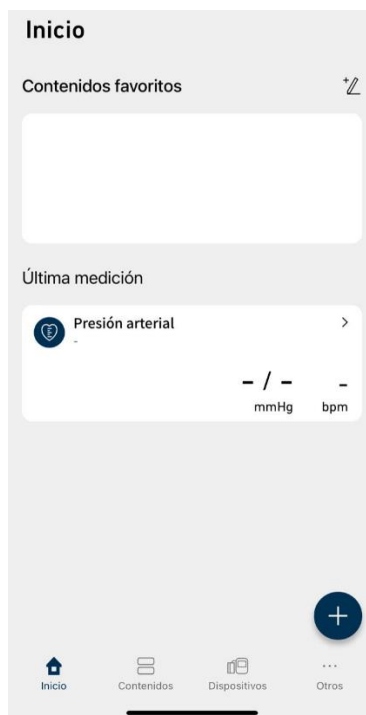 Inicio
Contenidos favoritos
Última medición
Presión arterial
-
- / - -
mmHg bpm
Inicio Contenidos Dispositivos Otros